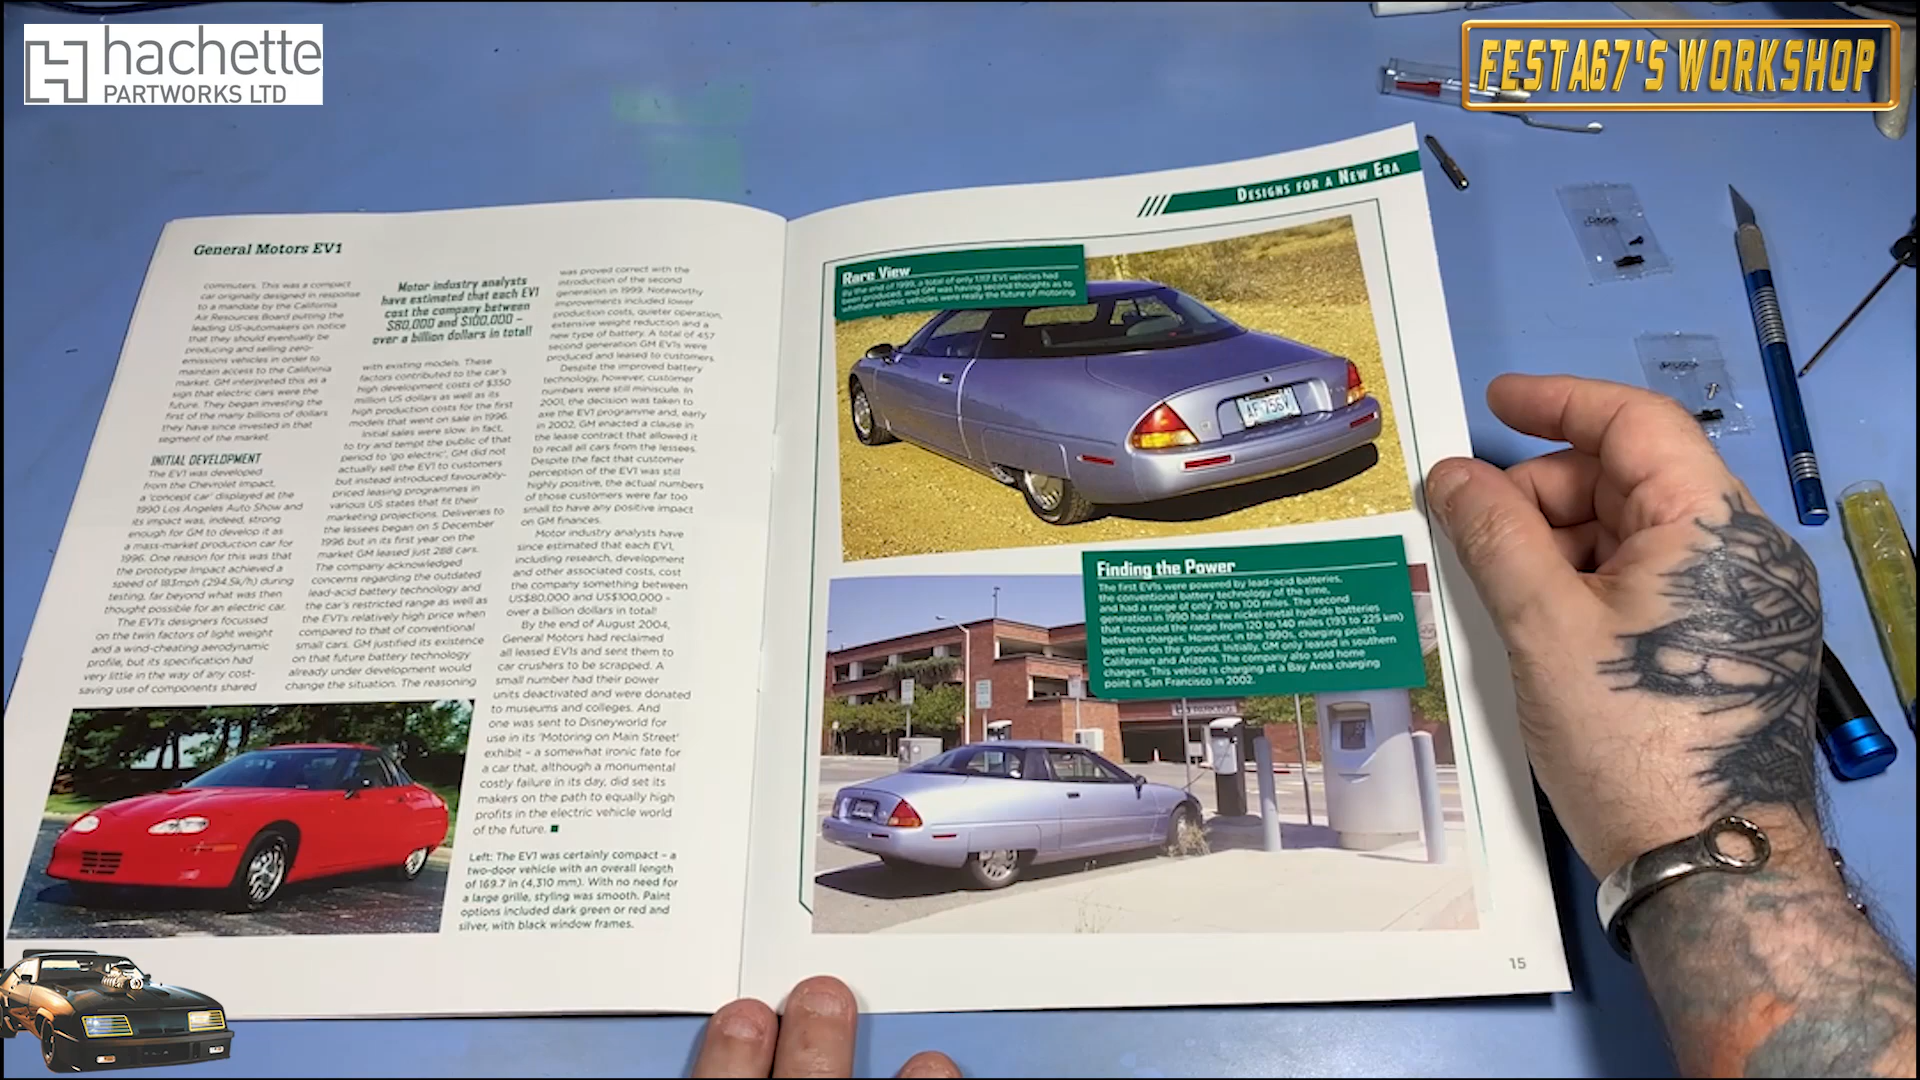 hachette
PARTWORKS LTD
FESTA67'S WORKSHOP
General Motors EV1
commuters. This was a compact
car originally designed in response
to a mandate by the California
Air Resources Board putting the
leading US-automakers on notice
that they should eventually be
producing and selling zero-
emissions vehicles in order to
maintain access to the California
market. GM interpreted this as a
sign that electric cars were the
future. They began investing the
first of the many billions of dollars
they have since invested in that
segment of the market.
INITIAL DEVELOPMENT
The EV1 was developed
from the Chevrolet Impact,
a 'concept car' displayed at the
1990 Los Angeles Auto Show and
its impact was, indeed, strong
enough for GM to develop it as
a mass-market production car for
1996. One reason for this was that
the prototype Impact achieved a
speed of 183mph (294.5k/h) during
testing, far beyond what was then
thought possible for an electric car.
The EV1's designers focussed
on the twin factors of light weight
and a wind-cheating aerodynamic
profile, but its specification had
very little in the way of any cost-
saving use of components shared
Motor industry analysts
have estimated that each EV1
cost the company between
$80,000 and $100,000 –
over a billion dollars in total!
with existing models. These
factors contributed to the car's
high development costs of $350
million US dollars as well as its
high production costs for the first
models that went on sale in 1996.
Initial sales were slow. In fact,
to try and tempt the public of that
period to 'go electric', GM did not
actually sell the EV1 to customers
but instead introduced favourably-
priced leasing programmes in
various US states that fit their
marketing projections. Deliveries to
the lessees began on 5 December
1996 but in its first year on the
market GM leased just 288 cars.
The company acknowledged
concerns regarding the outdated
lead-acid battery technology and
the car's restricted range as well as
the EV1's relatively high price when
compared to that of conventional
small cars. GM justified its existence
on that future battery technology
already under development would
change the situation. The reasoning
was proved correct with the
introduction of the second
generation in 1999. Noteworthy
improvements included lower
production costs, quieter operation,
extensive weight reduction and a
new type of battery. A total of 457
second generation GM EV1s were
produced and leased to customers.
Despite the improved battery
technology, however, customer
numbers were still miniscule. In
2001, the decision was taken to
axe the EV1 programme and, early
in 2002, GM enacted a clause in
the lease contract that allowed it
to recall all cars from the lessees.
Despite the fact that customer
perception of the EV1 was still
highly positive, the actual numbers
of those customers were far too
small to have any positive impact
on GM finances.
Motor industry analysts have
since estimated that each EV1,
including research, development
and other associated costs, cost
the company something between
US$80,000 and US$100,000 –
over a billion dollars in total!
By the end of August 2004,
General Motors had reclaimed
all leased EV1s and sent them to
car crushers to be scrapped. A
small number had their power
units deactivated and were donated
to museums and colleges. And
one was sent to Disneyworld for
use in its 'Motoring on Main Street'
exhibit – a somewhat ironic fate for
a car that, although a monumental
costly failure in its day, did set its
makers on the path to equally high
profits in the electric vehicle world
of the future. ■
Left: The EV1 was certainly compact – a
two-door vehicle with an overall length
of 169.7 in (4,310 mm). With no need for
a large grille, styling was smooth. Paint
options included dark green or red and
silver, with black window frames.
DESIGNS FOR A NEW ERA
Rare View
By the end of 1999, a total of only 1,117 EV1 vehicles had
been produced, and GM was having second thoughts as to
whether electric vehicles were really the future of motoring.
Finding the Power
The first EV1s were powered by lead-acid batteries,
the conventional battery technology of the time,
and had a range of only 70 to 100 miles. The second
generation in 1990 had new nickel-metal hydride batteries
that increased the range from 120 to 140 miles (193 to 225 km)
between charges. However, in the 1990s, charging points
were thin on the ground. Initially, GM only leased in southern
Californian and Arizona. The company also sold home
chargers. This vehicle is charging at a Bay Area charging
point in San Francisco in 2002.
15